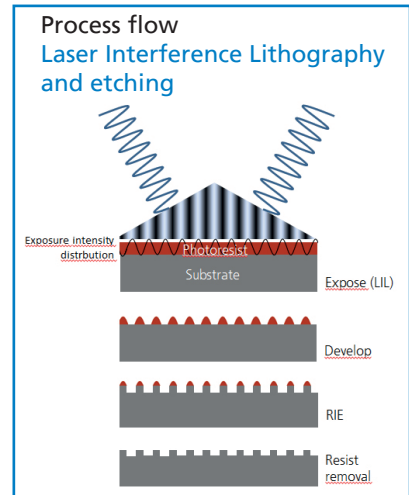 Process flow
Laser Interference Lithography
and etching
Exposure intensity
distrbution
Photoresist
Substrate
Expose (LIL)
Develop
RIE
Resist
removal